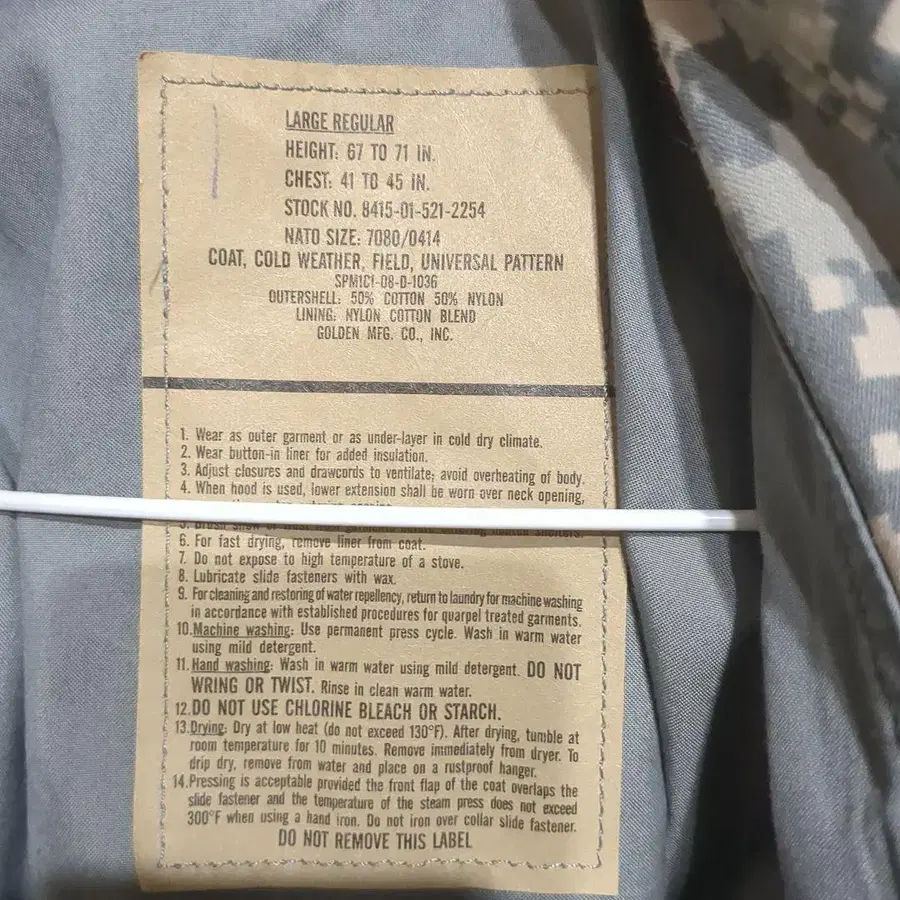 LARGE REGULAR
HEIGHT: 67 TO 71 IN.
CHEST: 41 TO 45 IN.
STOCK NO. 8415-01-521-2254
NATO SIZE: 7080/0414
COAT, COLD WEATHER, FIELD, UNIVERSAL PATTERN
SPM1C1-08-D-1036
OUTERSHELL: 50% COTTON 50% NYLON
LINING: NYLON COTTON BLEND
GOLDEN MFG. CO., INC.
1. Wear as outer garment or as under-layer in cold dry climate.
2. Wear button-in liner for added insulation.
3. Adjust closures and drawcords to ventilate; avoid overheating of body.
4. When hood is used, lower extension shall be worn over neck opening,
5. Brush snow
6. For fast drying, remove liner from coat.
7. Do not expose to high temperature of a stove.
8. Lubricate slide fasteners with wax.
9. For cleaning and restoring of water repellency, return to laundry for machine washing
in accordance with established procedures for quarpel treated garments.
10.Machine washing: Use permanent press cycle. Wash in warm water
using mild detergent.
11. Hand washing: Wash in warm water using mild detergent. DO NOT
WRING OR TWIST. Rinse in clean warm water.
12.DO NOT USE CHLORINE BLEACH OR STARCH.
13.Drying: Dry at low heat (do not exceed 130°F). After drying, tumble at
room temperature for 10 minutes. Remove immediately from dryer. To
drip dry, remove from water and place on a rustproof hanger.
14.Pressing is acceptable provided the front flap of the coat overlaps the
slide fastener and the temperature of the steam press does not exceed
300°F when using a hand iron. Do not iron over collar slide fastener.
DO NOT REMOVE THIS LABEL